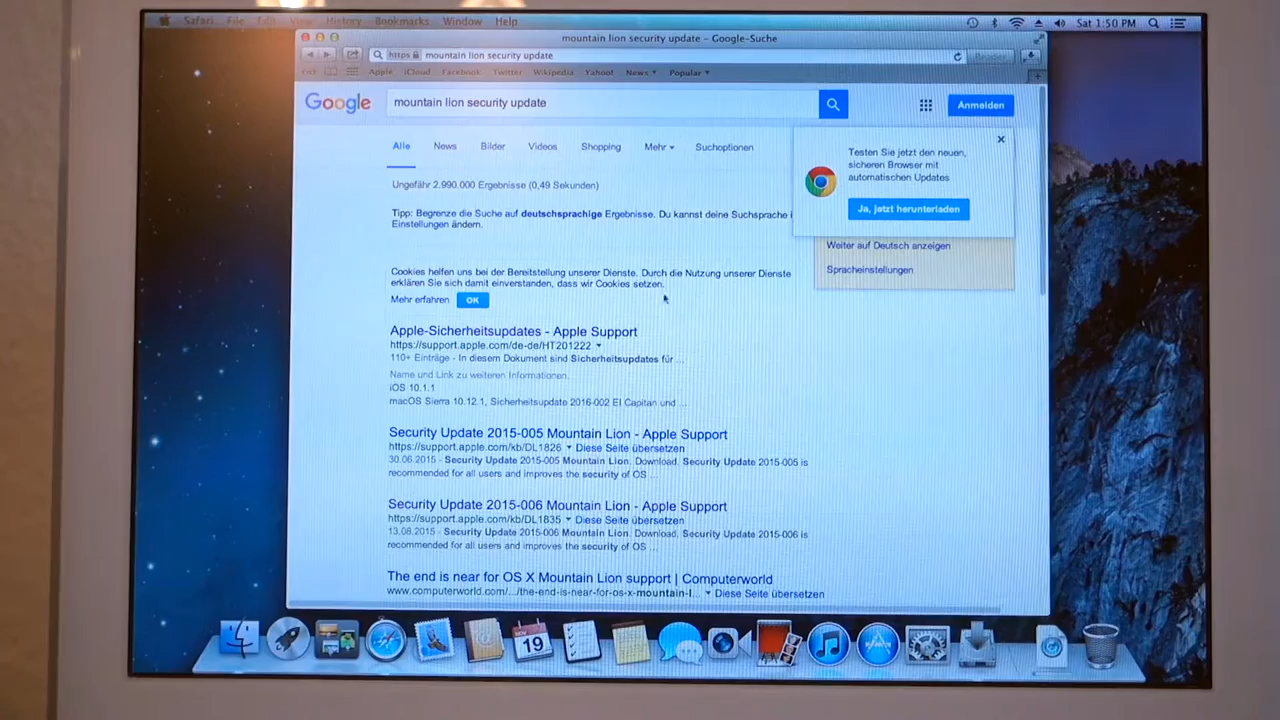 Safari File Edit View History Bookmarks Window Help Sat 1:50 PM
mountain lion security update – Google-Suche
https mountain lion security update Reader
Apple iCloud Facebook Twitter Wikipedia Yahoo! News Popular
Google mountain lion security update Anmelden
Alle News Bilder Videos Shopping Mehr Suchoptionen
Testen Sie jetzt den neuen,
sicheren Browser mit
automatischen Updates
Ja, jetzt herunterladen
Ungefähr 2.990.000 Ergebnisse (0,49 Sekunden)
Tipp: Begrenze die Suche auf deutschsprachige Ergebnisse. Du kannst deine Suchsprache i
Einstellungen ändern.
Weiter auf Deutsch anzeigen
Spracheinstellungen
Cookies helfen uns bei der Bereitstellung unserer Dienste. Durch die Nutzung unserer Dienste
erklären Sie sich damit einverstanden, dass wir Cookies setzen.
Mehr erfahren OK
Apple-Sicherheitsupdates - Apple Support
https://support.apple.com/de-de/HT201222
110+ Einträge - In diesem Dokument sind Sicherheitsupdates für ...
Name und Link zu weiteren Informationen.
iOS 10.1.1
macOS Sierra 10.12.1, Sicherheitsupdate 2016-002 El Capitan und ...
Security Update 2015-005 Mountain Lion - Apple Support
https://support.apple.com/kb/DL1826 Diese Seite übersetzen
30.06.2015 - Security Update 2015-005 Mountain Lion. Download. Security Update 2015-005 is
recommended for all users and improves the security of OS ...
Security Update 2015-006 Mountain Lion - Apple Support
https://support.apple.com/kb/DL1835 Diese Seite übersetzen
13.08.2015 - Security Update 2015-006 Mountain Lion. Download. Security Update 2015-006 is
recommended for all users and improves the security of OS ...
The end is near for OS X Mountain Lion support | Computerworld
www.computerworld.com/.../the-end-is-near-for-os-x-mountain-l... Diese Seite übersetzen
NOV
19